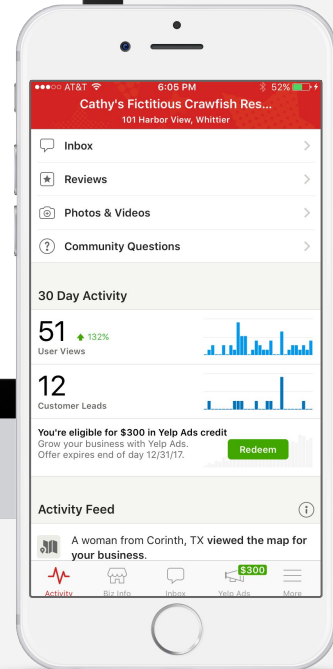 AT&T 6:05 PM 52%
Cathy's Fictitious Crawfish Res...
101 Harbor View, Whittier
Inbox
Reviews
Photos & Videos
Community Questions
30 Day Activity
51 132%
User Views
12
Customer Leads
You're eligible for $300 in Yelp Ads credit
Grow your business with Yelp Ads.
Offer expires end of day 12/31/17.
Redeem
Activity Feed
A woman from Corinth, TX viewed the map for
your business.
$300
Activity Biz Info Inbox Yelp Ads More